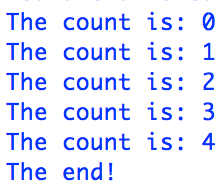 The count is: 0
The count is: 1
The count is: 2
The count is: 3
The count is: 4
The end!